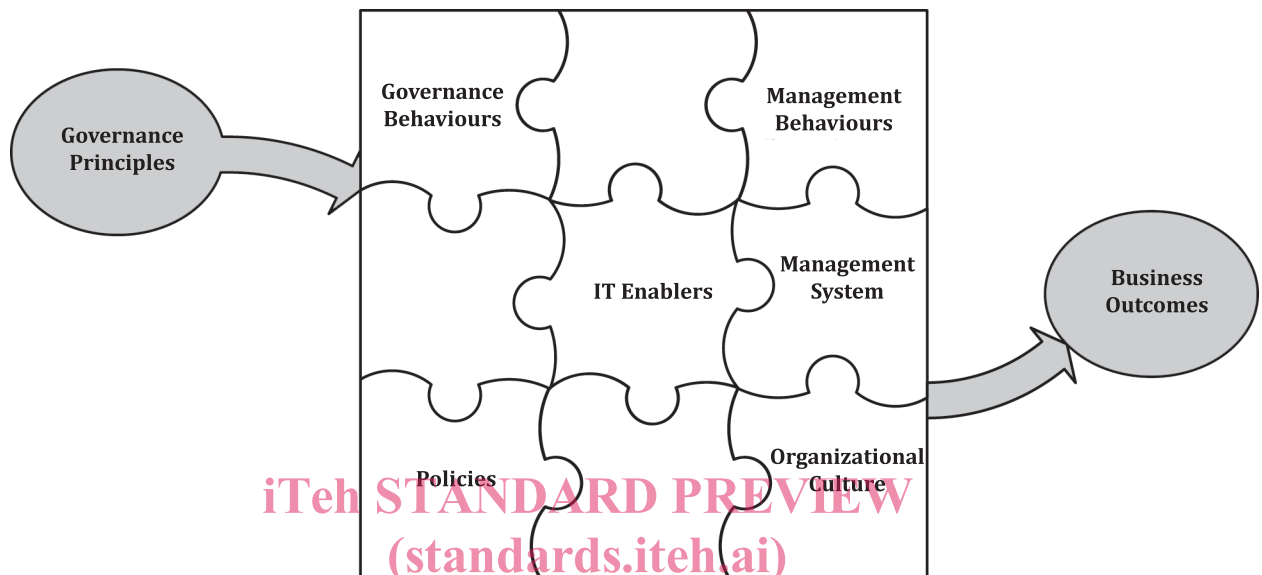 Governance
Principles
Governance
Behaviours
Management
Behaviours
IT Enablers
Management
System
Policies
Organizational
Culture
Business
Outcomes
iTeh STANDARD PREVIEW
(standards.iteh.ai)